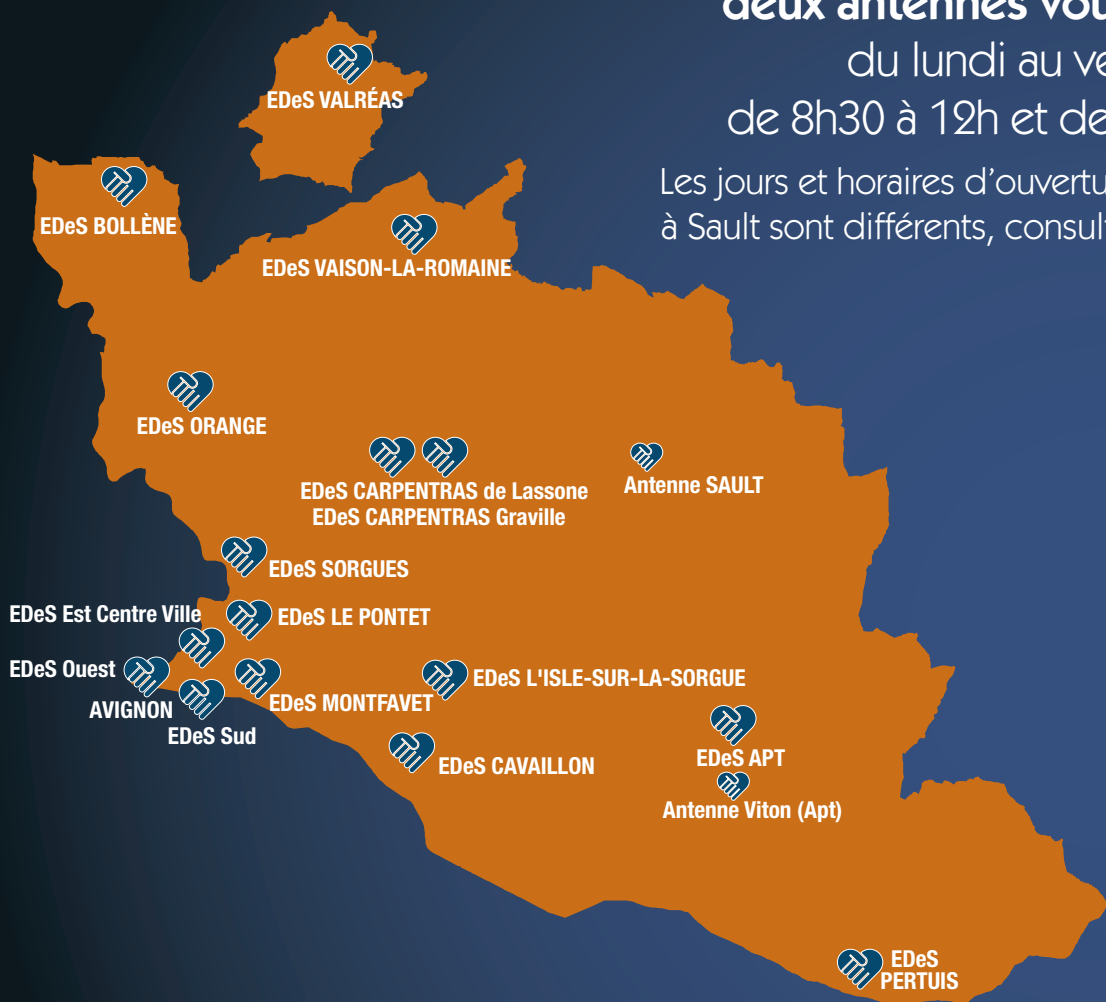 deux antennes
du lundi au
de 8h30 à 12h et de
Les jours et horaires
à Sault sont différents,
EDeS VALRÉAS
EDeS BOLLÈNE
EDeS VAISON-LA-ROMAINE
EDeS ORANGE
EDeS CARPENTRAS de Lassone
EDeS CARPENTRAS Graville
Antenne SAULT
EDeS SORGUES
EDeS Est Centre Ville
EDeS LE PONTET
EDeS Ouest
EDeS L'ISLE-SUR-LA-SORGUE
EDeS MONTFAVET
AVIGNON
EDeS Sud
EDeS APT
EDeS CAVAILLON
Antenne Viton (Apt)
EDeS
PERTUIS